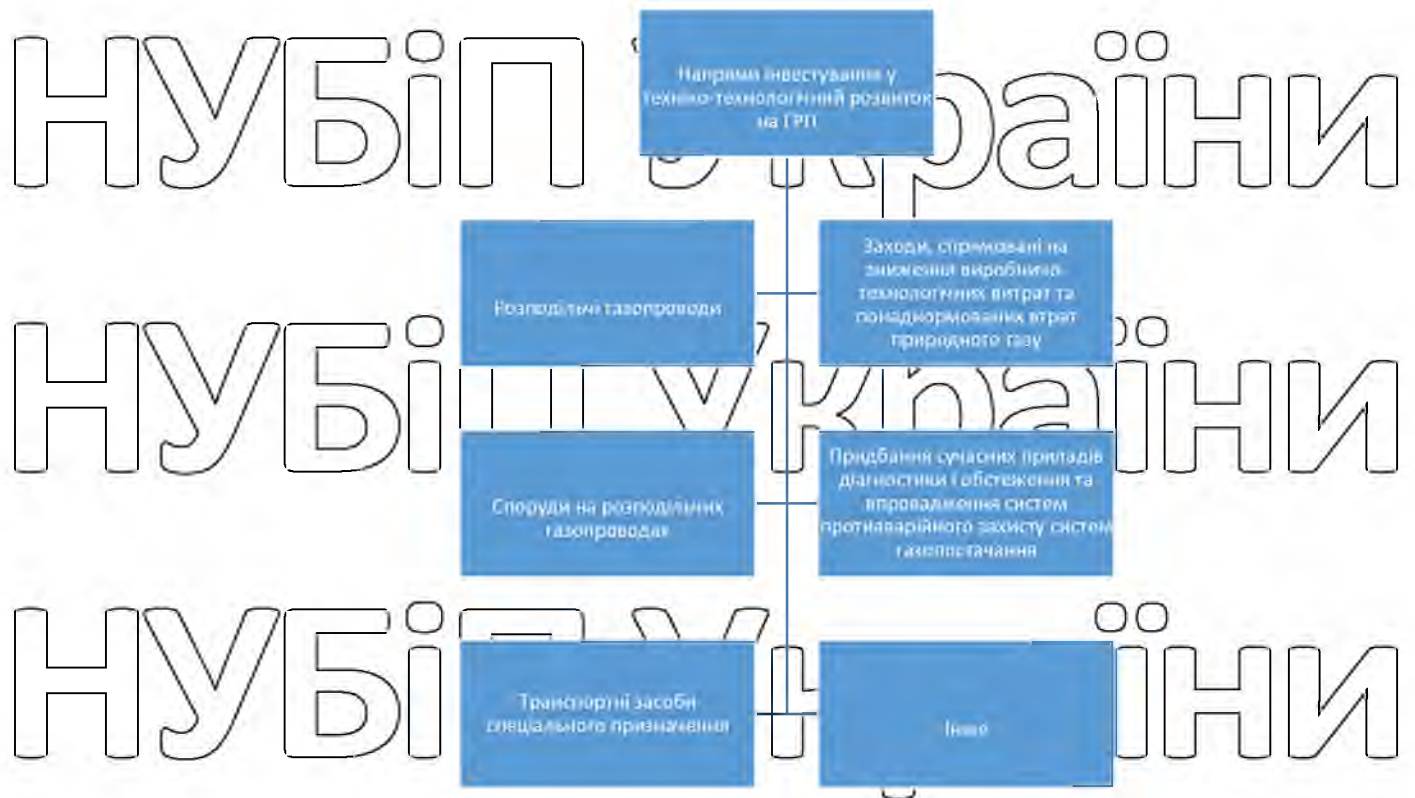 НУБіП України
Напрями інвестування у
техніко-технологічний розвиток
на ГРП
Розподільчі газопроводи
Заходи, спрямовані на
зниження виробничо-
технологічних витрат та
понаднормованих втрат
природного газу
НУБіП України
Споруди на розподільчих
газопроводах
Придбання сучасних приладів
діагностики і обстеження та
впровадження систем
противаварійного захисту систем
газопостачання
НУБіП України
Транспортні засоби
спеціального призначення
Інше